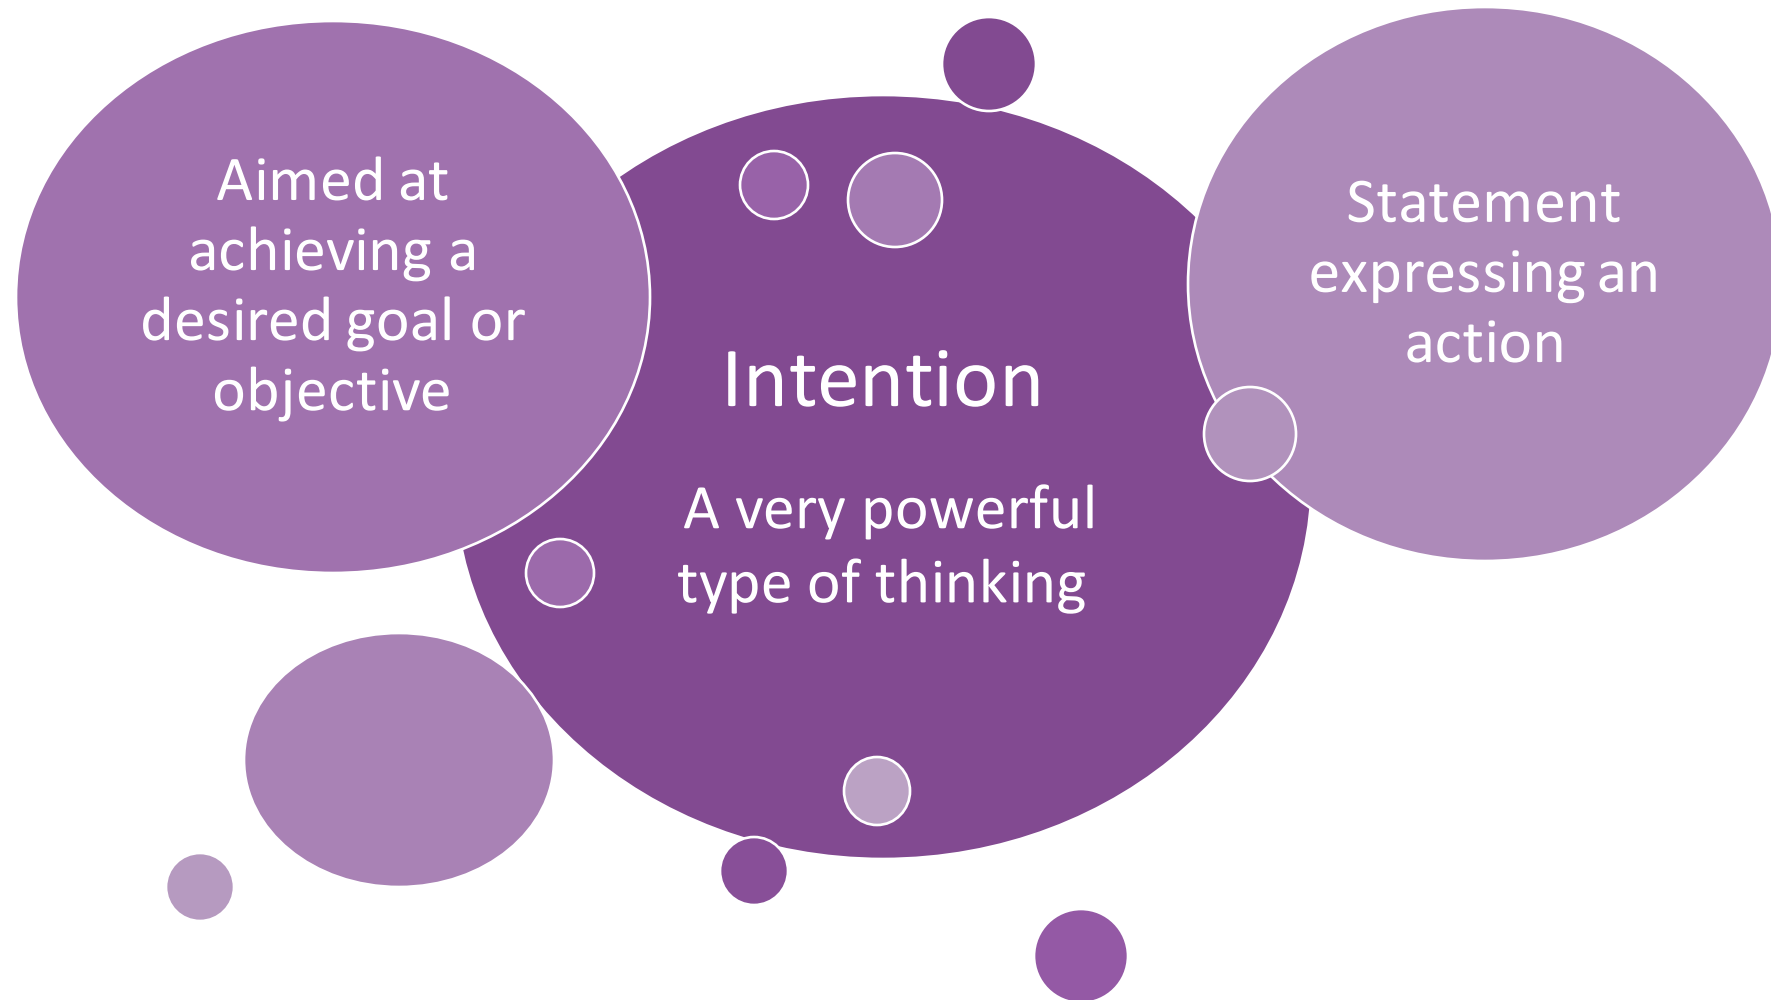 Aimed at
achieving a
desired goal or
objective
Intention
A very powerful
type of thinking
Statement
expressing an
action